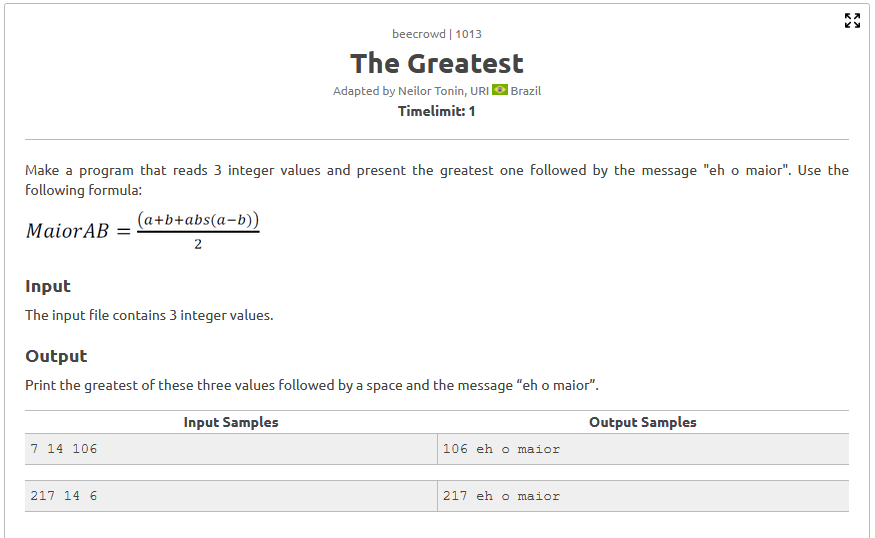 beecrowd | 1013
The Greatest
Adapted by Neilor Tonin, URI Brazil
Timelimit: 1
Make a program that reads 3 integer values and present the greatest one followed by the message "eh o maior". Use the
following formula:
MaiorAB = (a+b+abs(a−b))
2
Input
The input file contains 3 integer values.
Output
Print the greatest of these three values followed by a space and the message “eh o maior”.
Input Samples Output Samples
7 14 106 106 eh o maior
217 14 6 217 eh o maior